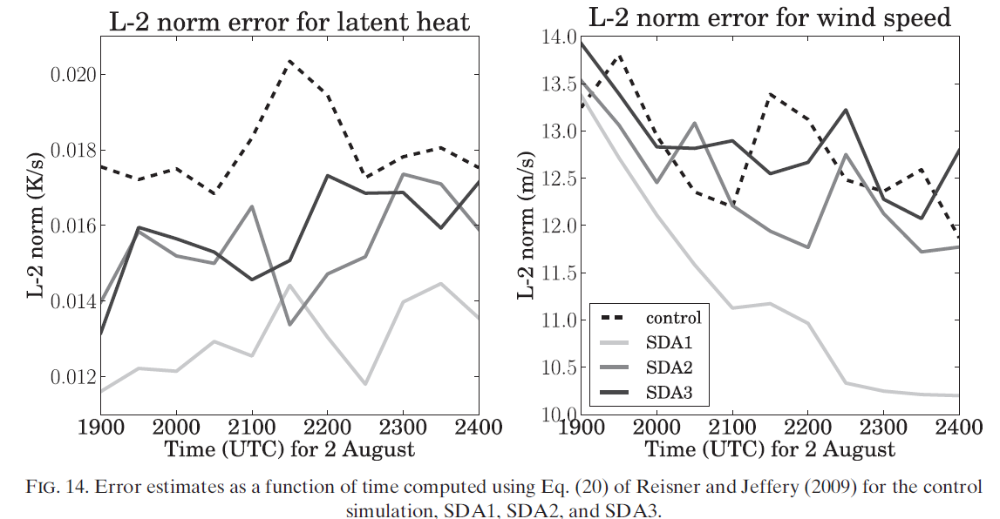 L-2 norm error for latent heat
L-2 norm (K/s)
0.020
0.018
0.016
0.014
0.012
1900 2000 2100 2200 2300 2400
Time (UTC) for 2 August
L-2 norm error for wind speed
L-2 norm (m/s)
14.0
13.5
13.0
12.5
12.0
11.5
11.0
10.5
10.0
control
SDA1
SDA2
SDA3
1900 2000 2100 2200 2300 2400
Time (UTC) for 2 August
FIG. 14. Error estimates as a function of time computed using Eq. (20) of Reisner and Jeffery (2009) for the control
simulation, SDA1, SDA2, and SDA3.